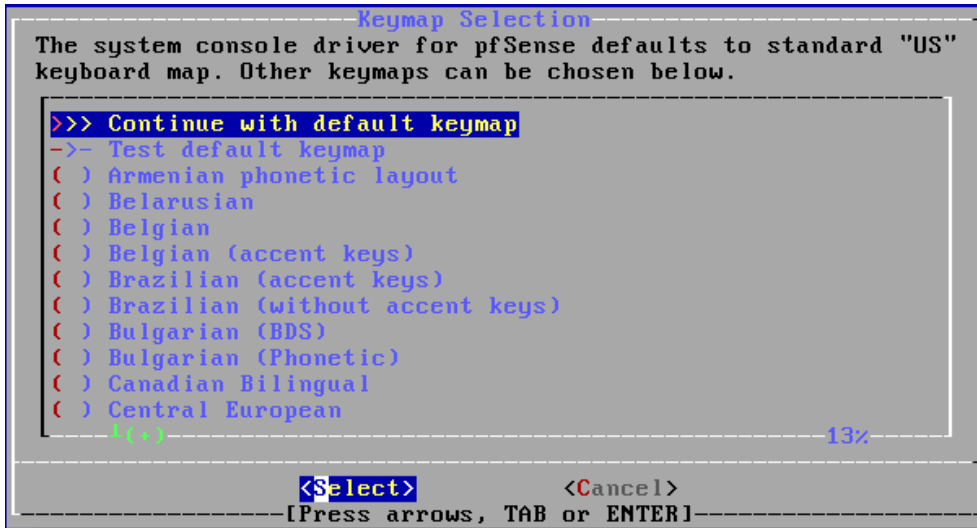 Keymap Selection
The system console driver for pfSense defaults to standard "US"
keyboard map. Other keymaps can be chosen below.
>>> Continue with default keymap
->- Test default keymap
( ) Armenian phonetic layout
( ) Belarusian
( ) Belgian
( ) Belgian (accent keys)
( ) Brazilian (accent keys)
( ) Brazilian (without accent keys)
( ) Bulgarian (BDS)
( ) Bulgarian (Phonetic)
( ) Canadian Bilingual
( ) Central European
┴(+) 13%
<Select> <Cancel>
[Press arrows, TAB or ENTER]